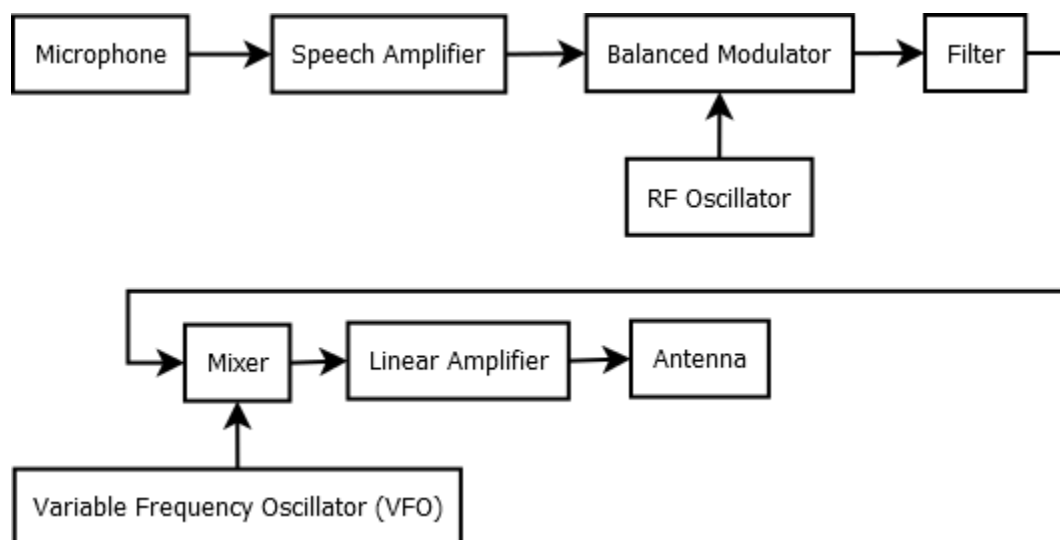 Microphone
Speech Amplifier
Balanced Modulator
Filter
RF Oscillator
Mixer
Linear Amplifier
Antenna
Variable Frequency Oscillator (VFO)